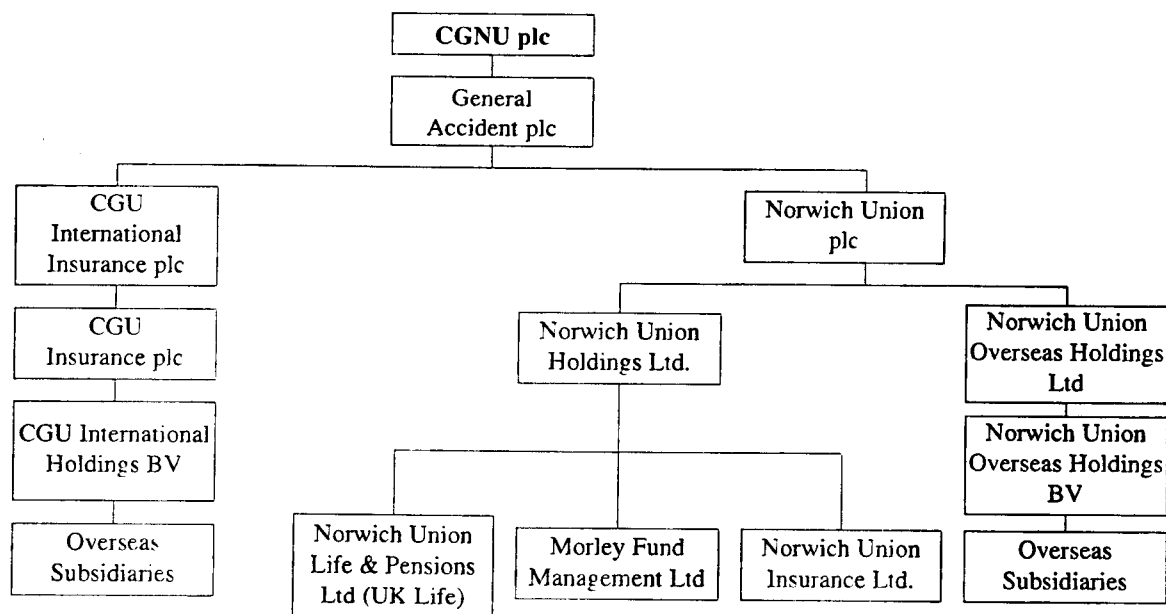 CGNU plc
General
Accident plc
CGU
International
Insurance plc
Norwich Union
plc
CGU
Insurance plc
Norwich Union
Holdings Ltd.
Norwich Union
Overseas Holdings
Ltd
CGU International
Holdings BV
Norwich Union
Overseas Holdings
BV
Overseas
Subsidiaries
Norwich Union
Life & Pensions
Ltd (UK Life)
Morley Fund
Management Ltd
Norwich Union
Insurance Ltd.
Overseas
Subsidiaries